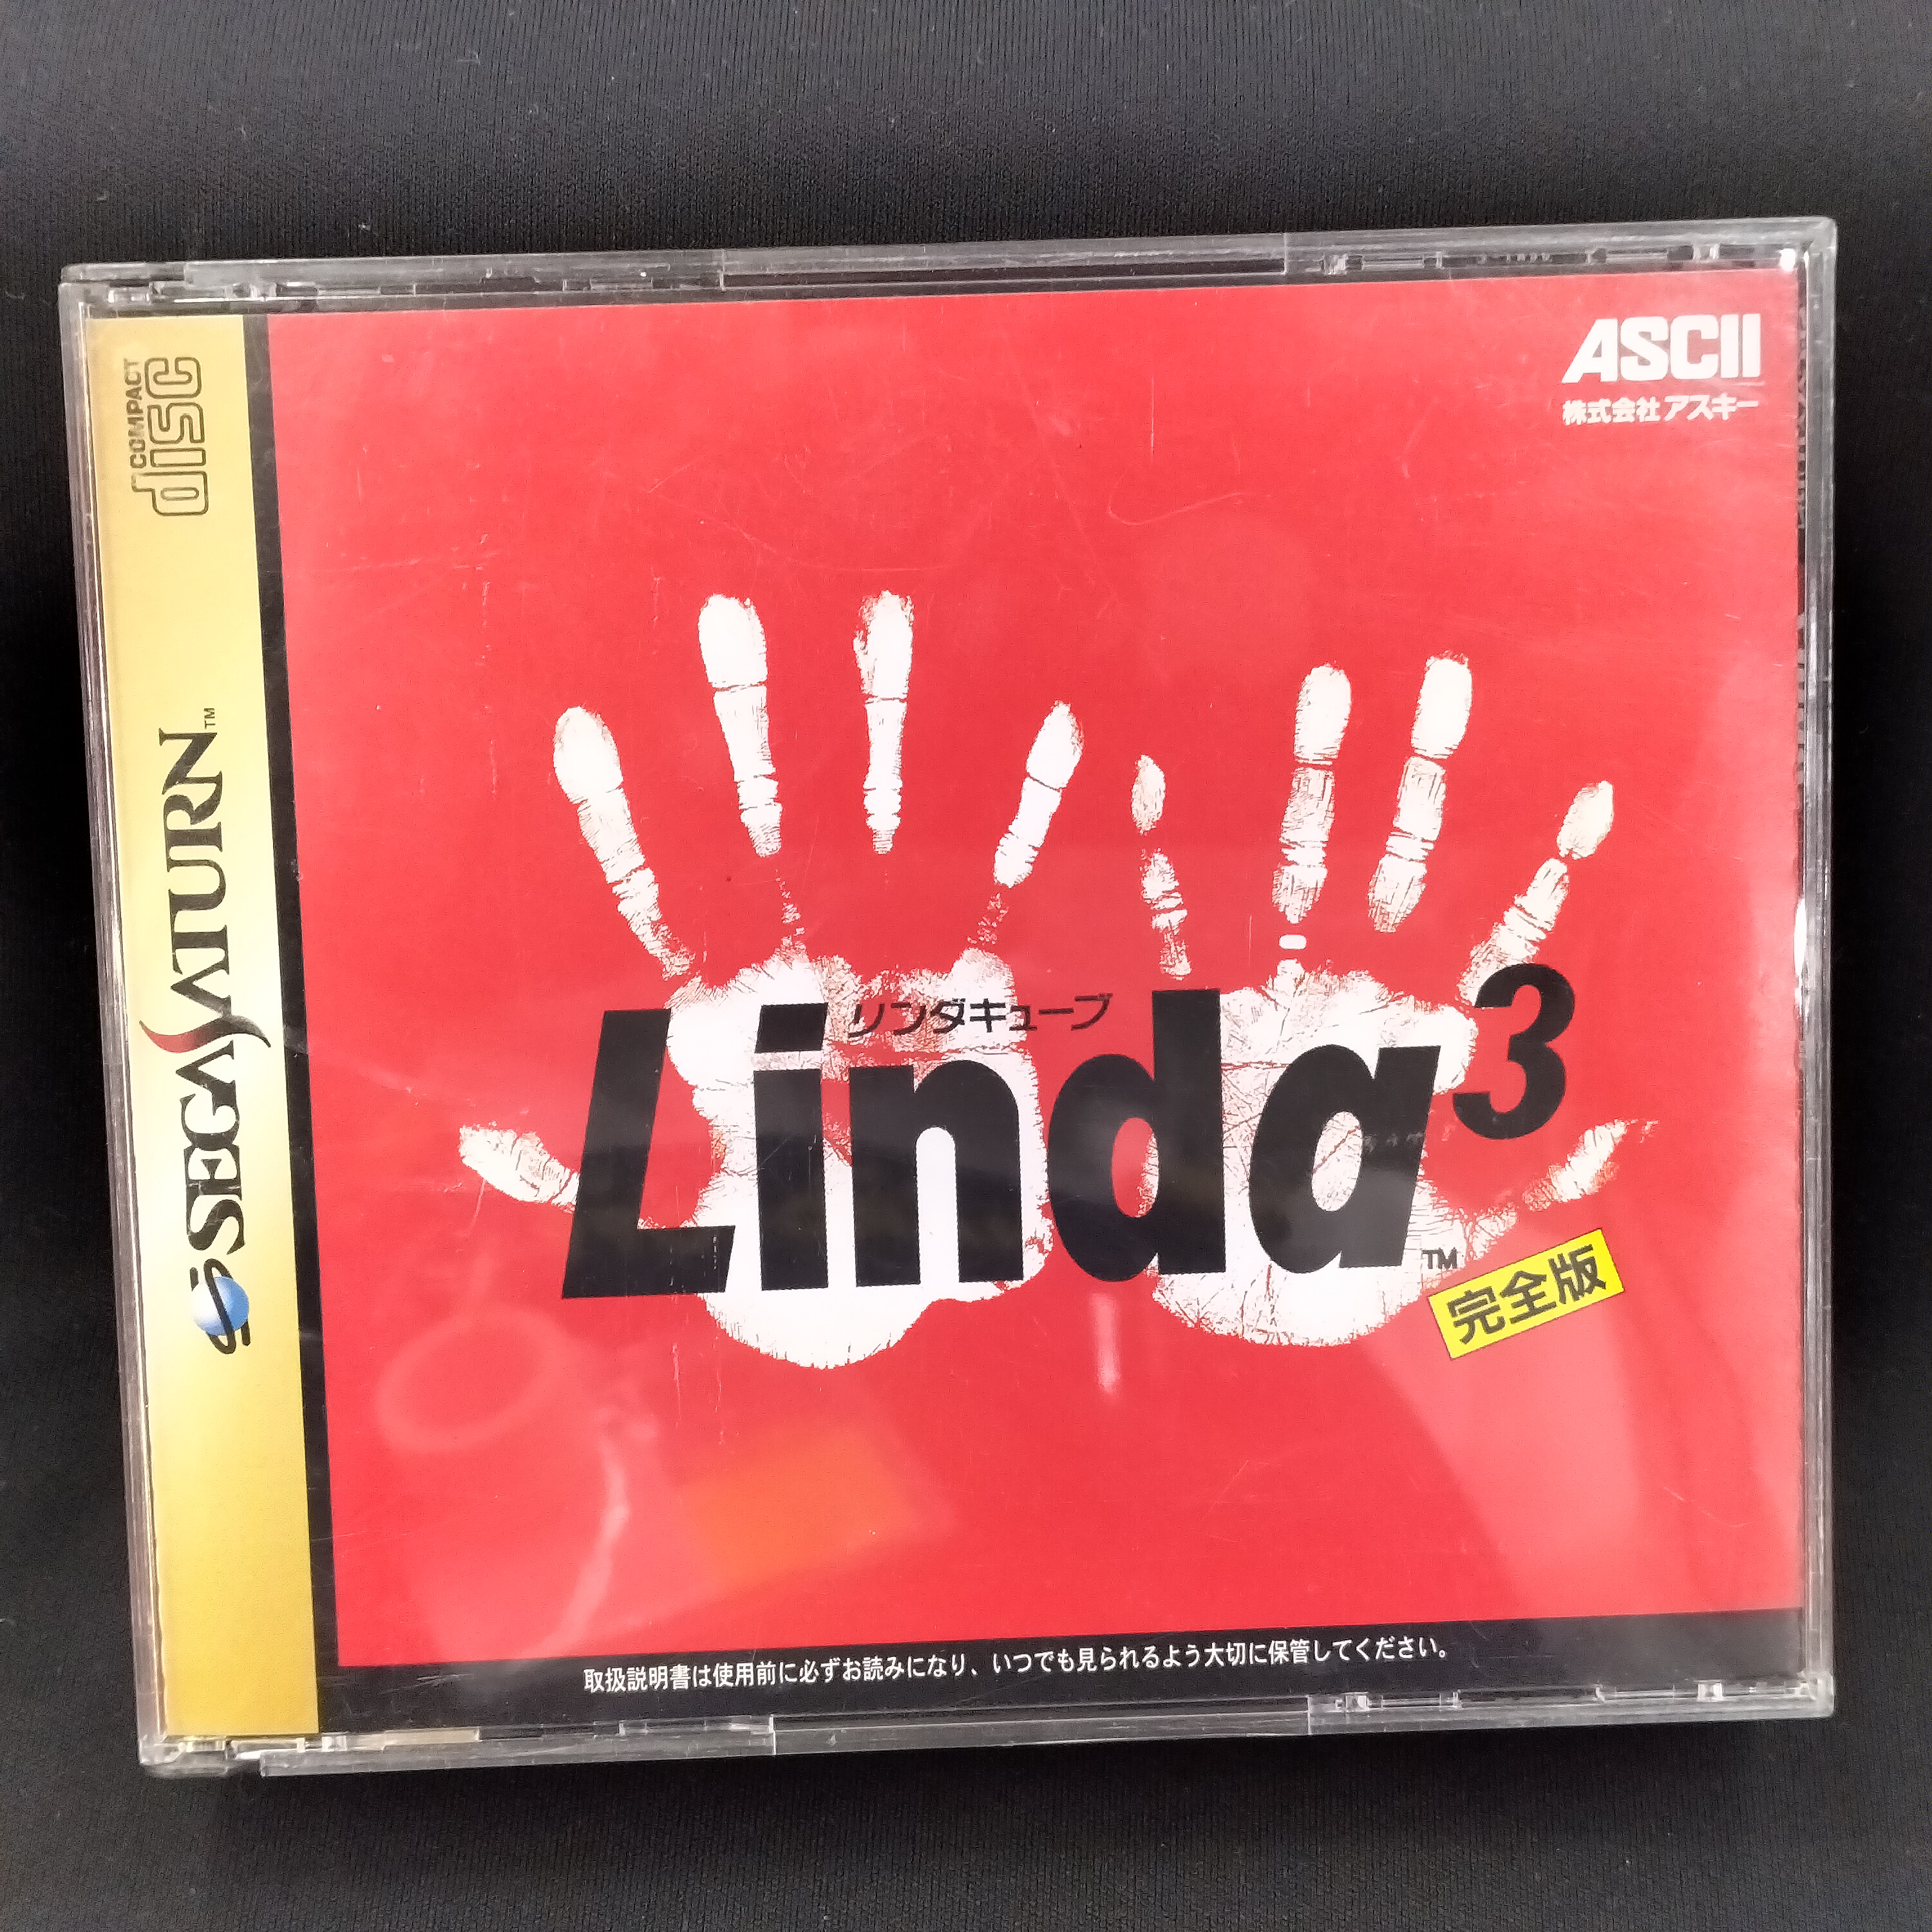 COMPACT
disc
SEGA SATURN™
ASCII
株式会社アスキー
リンダキューブ
Linda³™
完全版
取扱説明書は使用前に必ずお読みになり、いつでも見られるよう大切に保管してください。